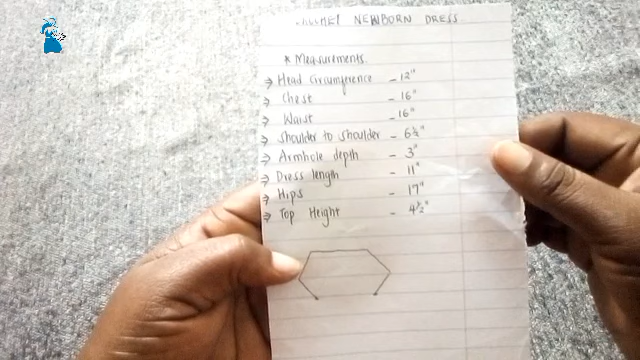 NEWBORN DRESS
* Measurements.
→ Head Circumference - 12"
→ Chest - 16"
→ Waist - 16"
→ Shoulder to shoulder - 6½"
→ Armhole depth - 3"
→ Dress length - 11"
→ Hips - 17"
→ Top Height - 4½"